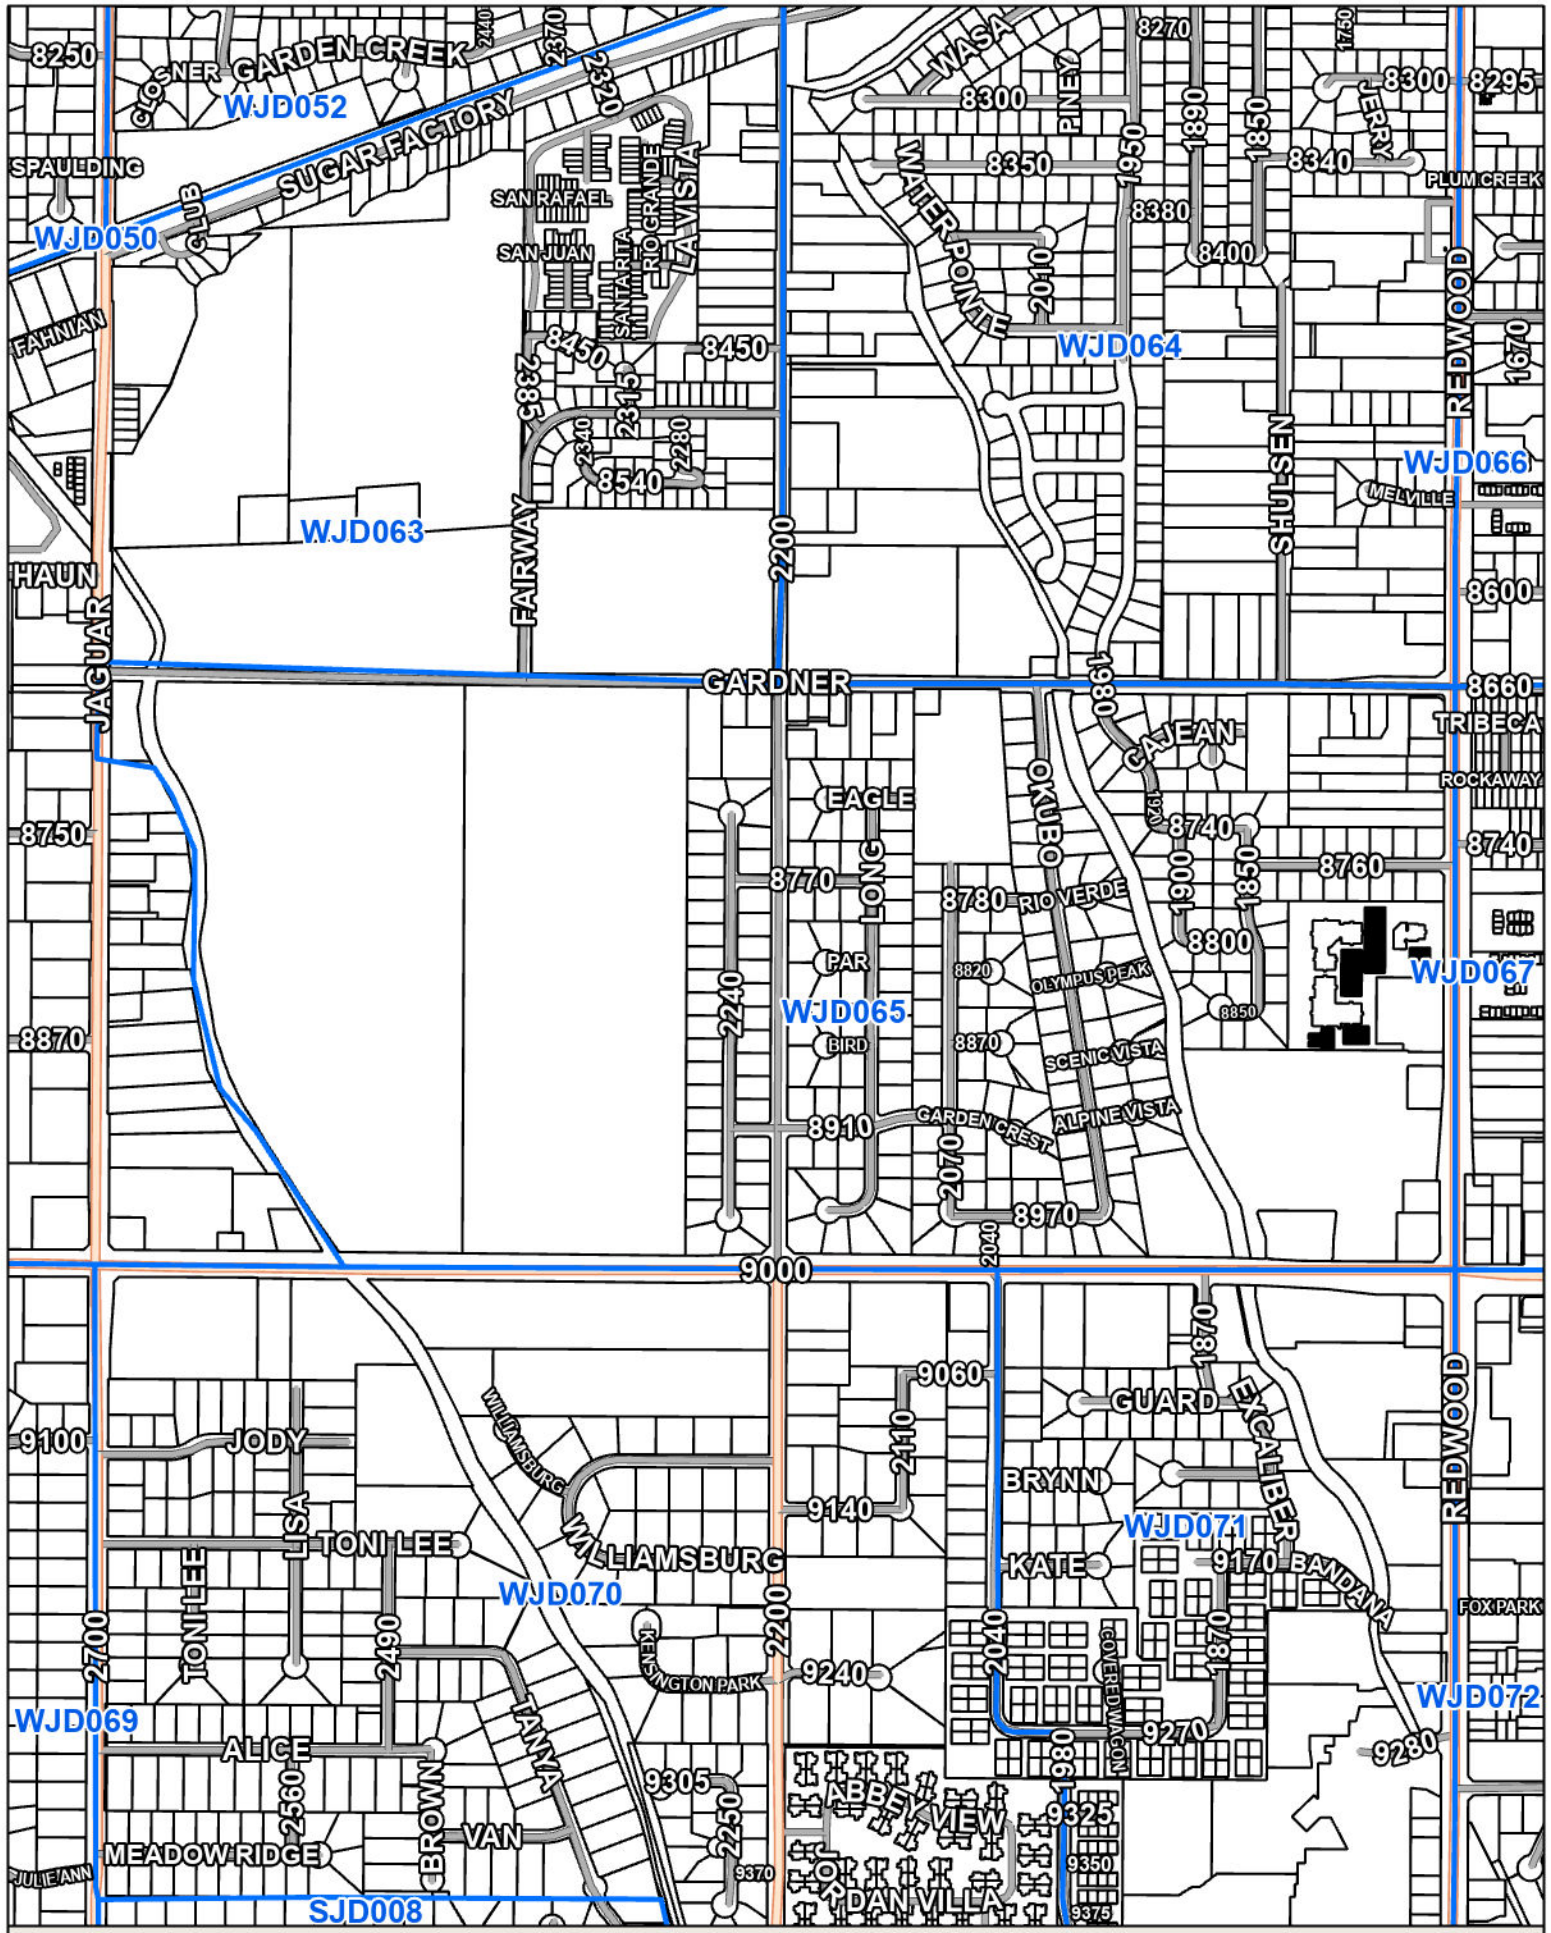 2440
2370
8270
1750
WASA
8250
CLOSNER
GARDEN CREEK
2320
PINEY
8300
8295
WJD052
8300
1890
1850
JERRY
SUGAR FACTORY
1950
SPAULDING
WATER POINTE
8350
8340
PLUM CREEK
SAN RAFAEL
RIO GRANDE
LA VISTA
CLUB
8380
WJD050
SAN JUAN
SANTA RITA
8400
2010
REDWOOD
FAHNIAN
8450
8450
WJD064
1670
2385
2315
2340
2280
8540
SHULSEN
WJD066
MELVILLE
WJD063
FAIRWAY
2200
HAUN
8600
JAGUAR
GARDNER
1980
8660
TRIBECA
CAJEAN
ROCKAWAY
EAGLE
OKUBO
1920
8750
8740
8740
8770
LONG
8780
RIO VERDE
1900
1850
8760
8800
PAR
8820
OLYMPUS PEAK
WJD067
2240
WJD065
8850
8870
BIRD
8870
SCENIC VISTA
8910
GARDEN CREST
ALPINE VISTA
2070
8970
2040
9000
1870
9060
WILLIAMSBURG
GUARD
EXCALIBER
REDWOOD
9100
JODY
2110
BRYNN
LISA
9140
WJD071
TONI LEE
WILLIAMSBURG
KATE
9170
BANDANA
TONI LEE
WJD070
2200
FOX PARK
2700
2490
KENSINGTON PARK
9240
2040
COVERED WAGON
1870
WJD069
TANYA
WJD072
9270
ALICE
1980
9280
2560
BROWN
9305
2250
ABBEY VIEW
9325
VAN
MEADOW RIDGE
JULIE ANN
9370
9350
JORDAN VILLA
SJD008
9375